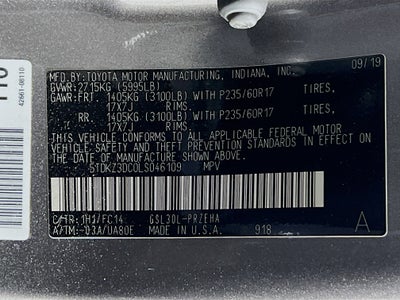 MFD. BY: TOYOTA MOTOR MANUFACTURING, INDIANA, INC. 09/19
GVWR: 2715KG (5995LB)
GAWR: FRT. 1405KG (3100LB) WITH P235/60R17 TIRES,
17X7J RIMS.
RR. 1405KG (3100LB) WITH P235/60R17 TIRES,
17X7J RIMS.
THIS VEHICLE CONFORMS TO ALL APPLICABLE FEDERAL MOTOR
VEHICLE SAFETY AND THEFT PREVENTION STANDARDS IN
EFFECT ON THE DATE OF MANUFACTURE SHOWN ABOVE.
5TDKZ3DC0LS046109 MPV
C/TR: 1H1/FC14 GSL30L-PRZEHA
A/TM: -03A/UA80E MADE IN U.S.A. 918 A
42661-08110